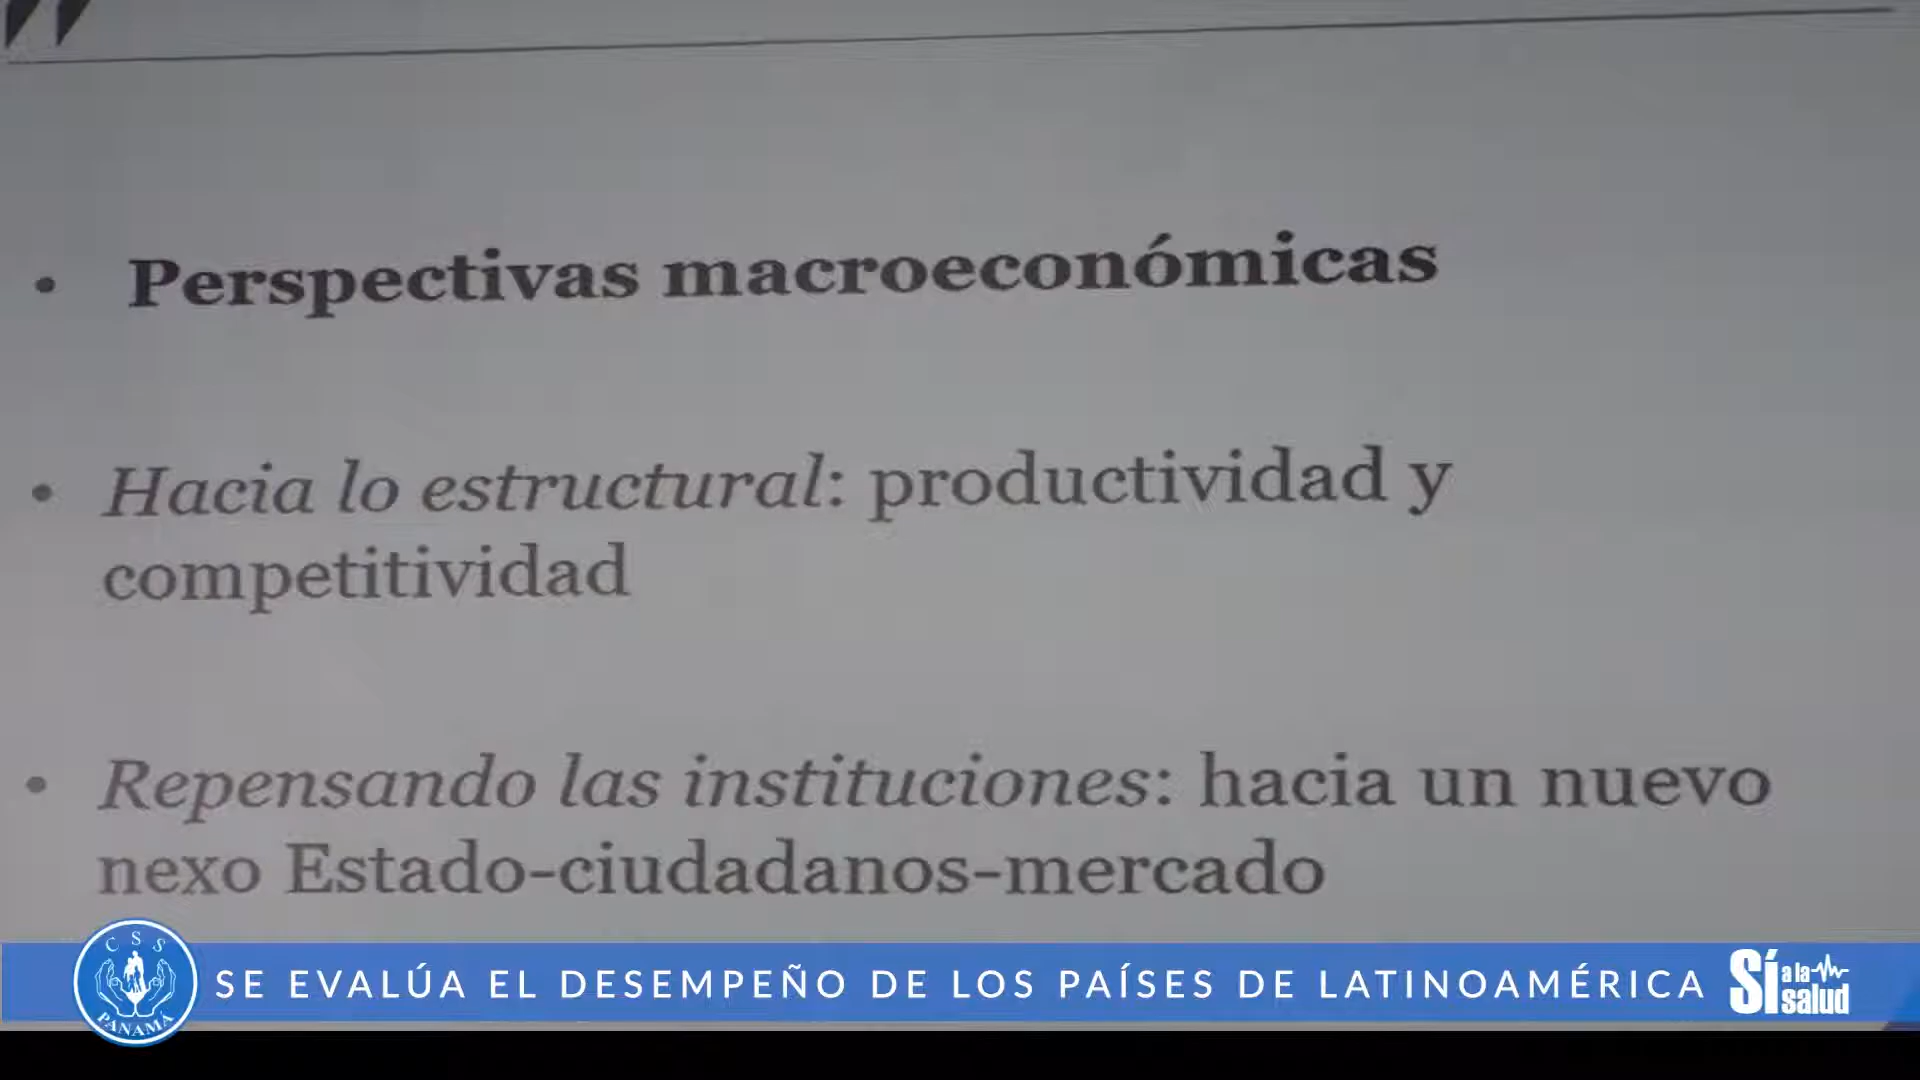 • Perspectivas macroeconómicas
• Hacia lo estructural: productividad y
competitividad
• Repensando las instituciones: hacia un nuevo
nexo Estado-ciudadanos-mercado
CSS
PANAMÁ
SE EVALÚA EL DESEMPEÑO DE LOS PAÍSES DE LATINOAMÉRICA
SÍ a la
salud